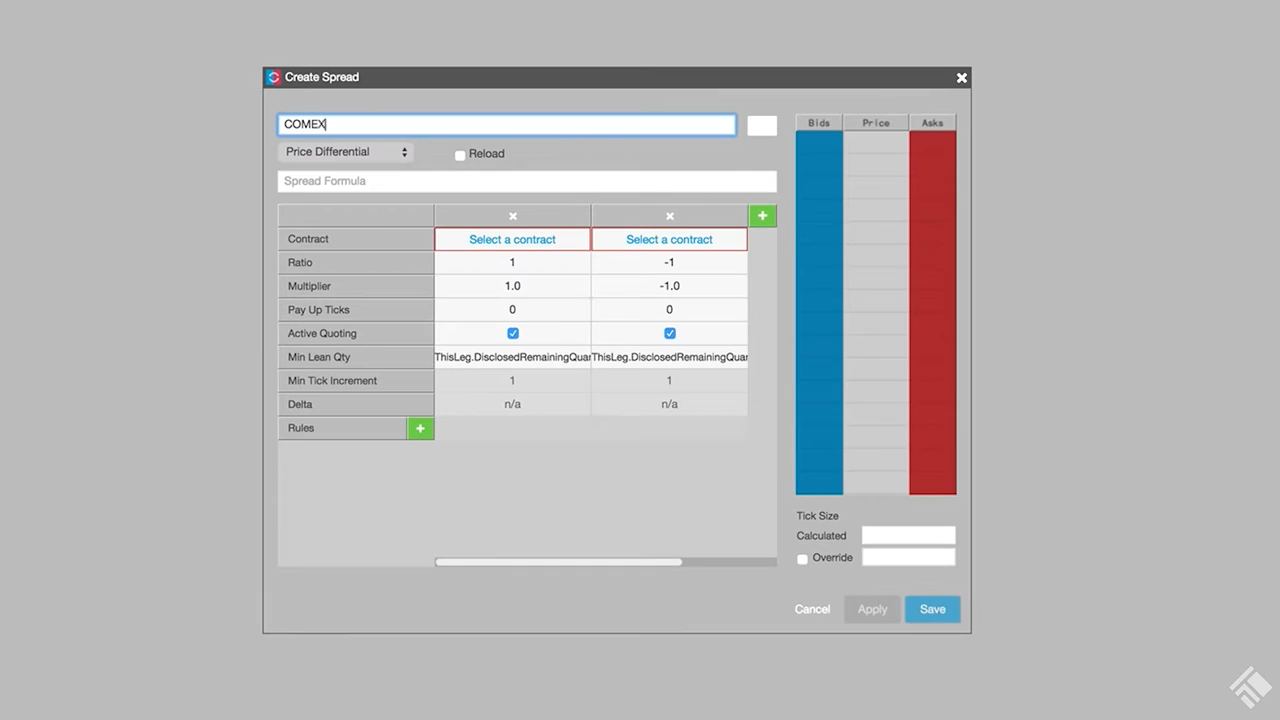 Create Spread
COMEX
Price Differential
Reload
Spread Formula
Contract Select a contract Select a contract
Ratio 1 -1
Multiplier 1.0 -1.0
Pay Up Ticks 0 0
Active Quoting
Min Lean Qty ThisLeg.DisclosedRemainingQuar ThisLeg.DisclosedRemainingQuar
Min Tick Increment 1 1
Delta n/a n/a
Rules
Bids Price Asks
Tick Size
Calculated
Override
Cancel Apply Save